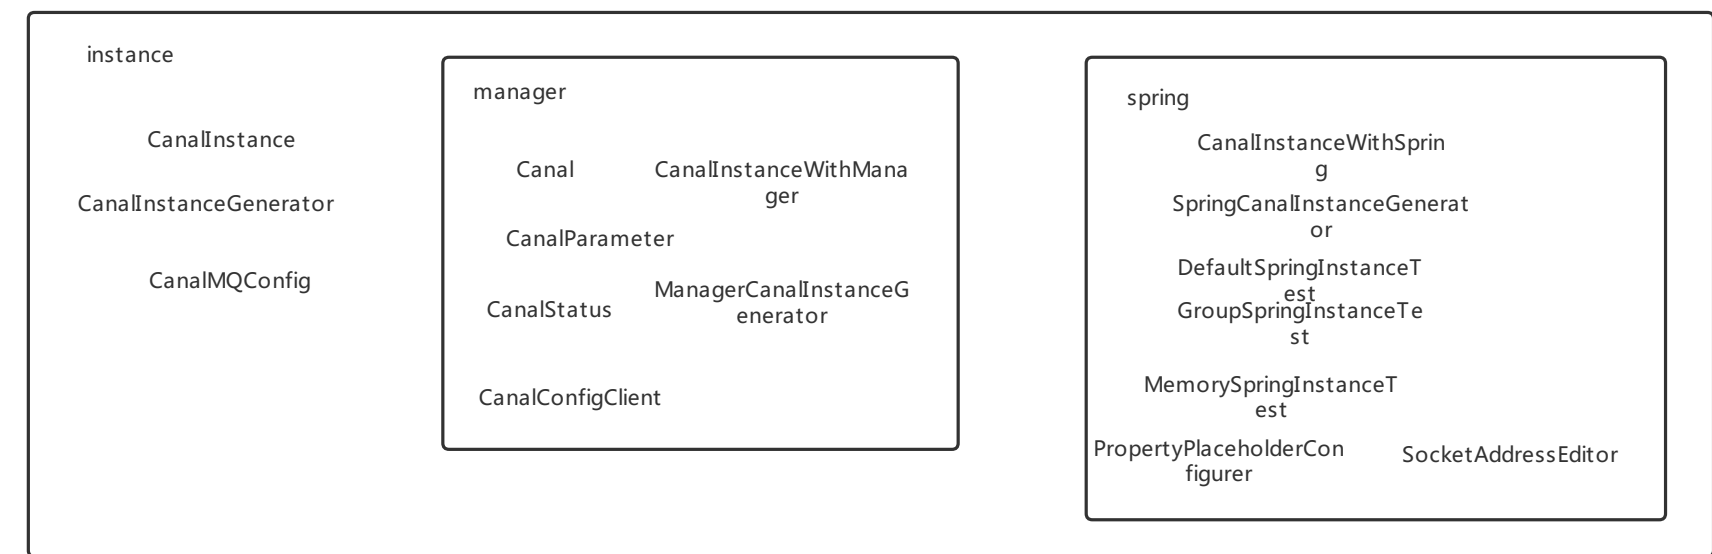 instance
CanalInstance
CanalInstanceGenerator
CanalMQConfig
manager
Canal
CanalInstanceWithMana
ger
CanalParameter
CanalStatus
ManagerCanalInstanceG
enerator
CanalConfigClient
spring
CanalInstanceWithSprin
g
SpringCanalInstanceGenerat
or
DefaultSpringInstanceT
est
GroupSpringInstanceTe
st
MemorySpringInstanceT
est
PropertyPlaceholderCon
figurer
SocketAddressEditor